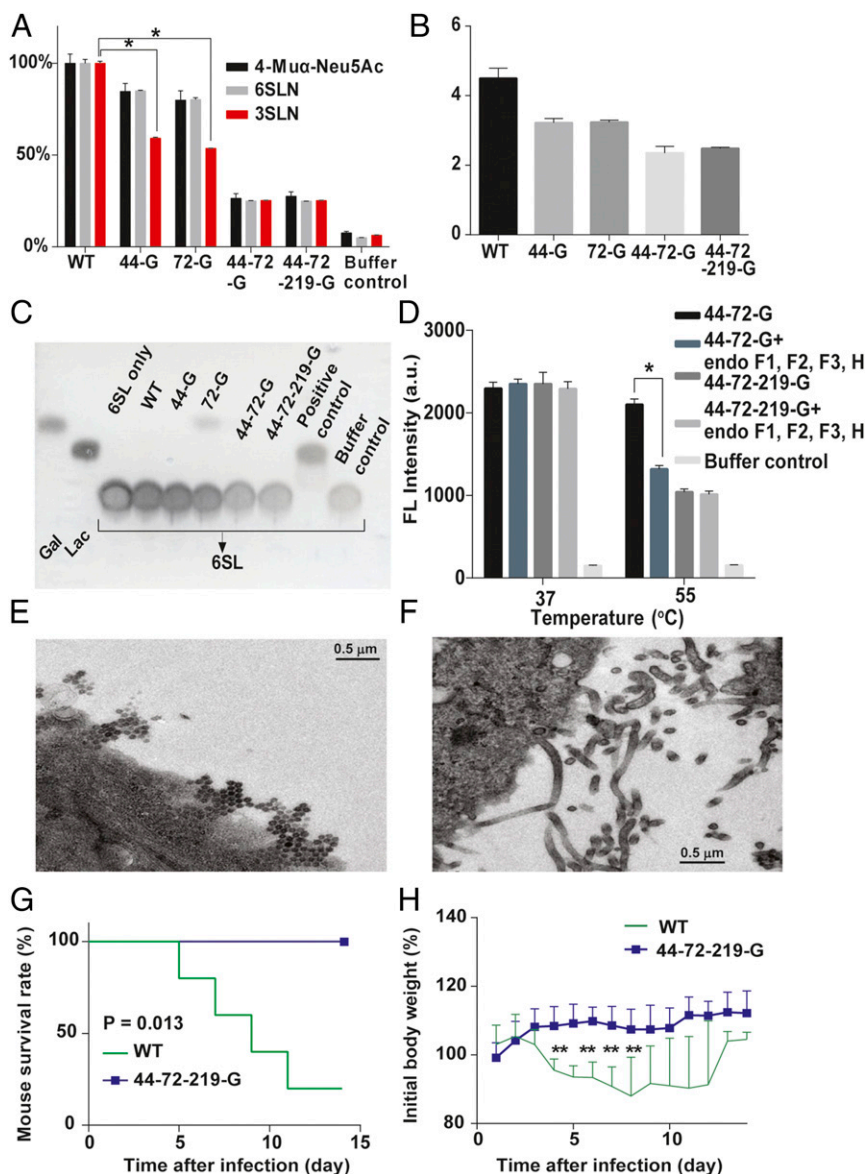 A
B
*
*
100%
50%
0%
4-Muα-Neu5Ac
6SLN
3SLN
WT
44-G
72-G
44-72
-G
44-72
-219-G
Buffer
control
6
4
2
0
WT
44-G
72-G
44-72-G
44-72
-219-G
C
6SL only
WT
44-G
72-G
44-72-G
44-72-219-G
Positive
control
Buffer
control
Gal
Lac
6SL
D
44-72-G
44-72-G+
endo F1, F2, F3, H
44-72-219-G
44-72-219-G+
endo F1, F2, F3, H
Buffer control
FL Intensity (a.u.)
3000
2000
1000
0
*
37
55
Temperature (°C)
E
0.5 µm
F
0.5 µm
G
Mouse survival rate (%)
100
50
0
P = 0.013
WT
44-72-219-G
0
5
10
15
Time after infection (day)
H
Initial body weight (%)
140
120
100
80
WT
44-72-219-G
** ** ** **
0
5
10
Time after infection (day)